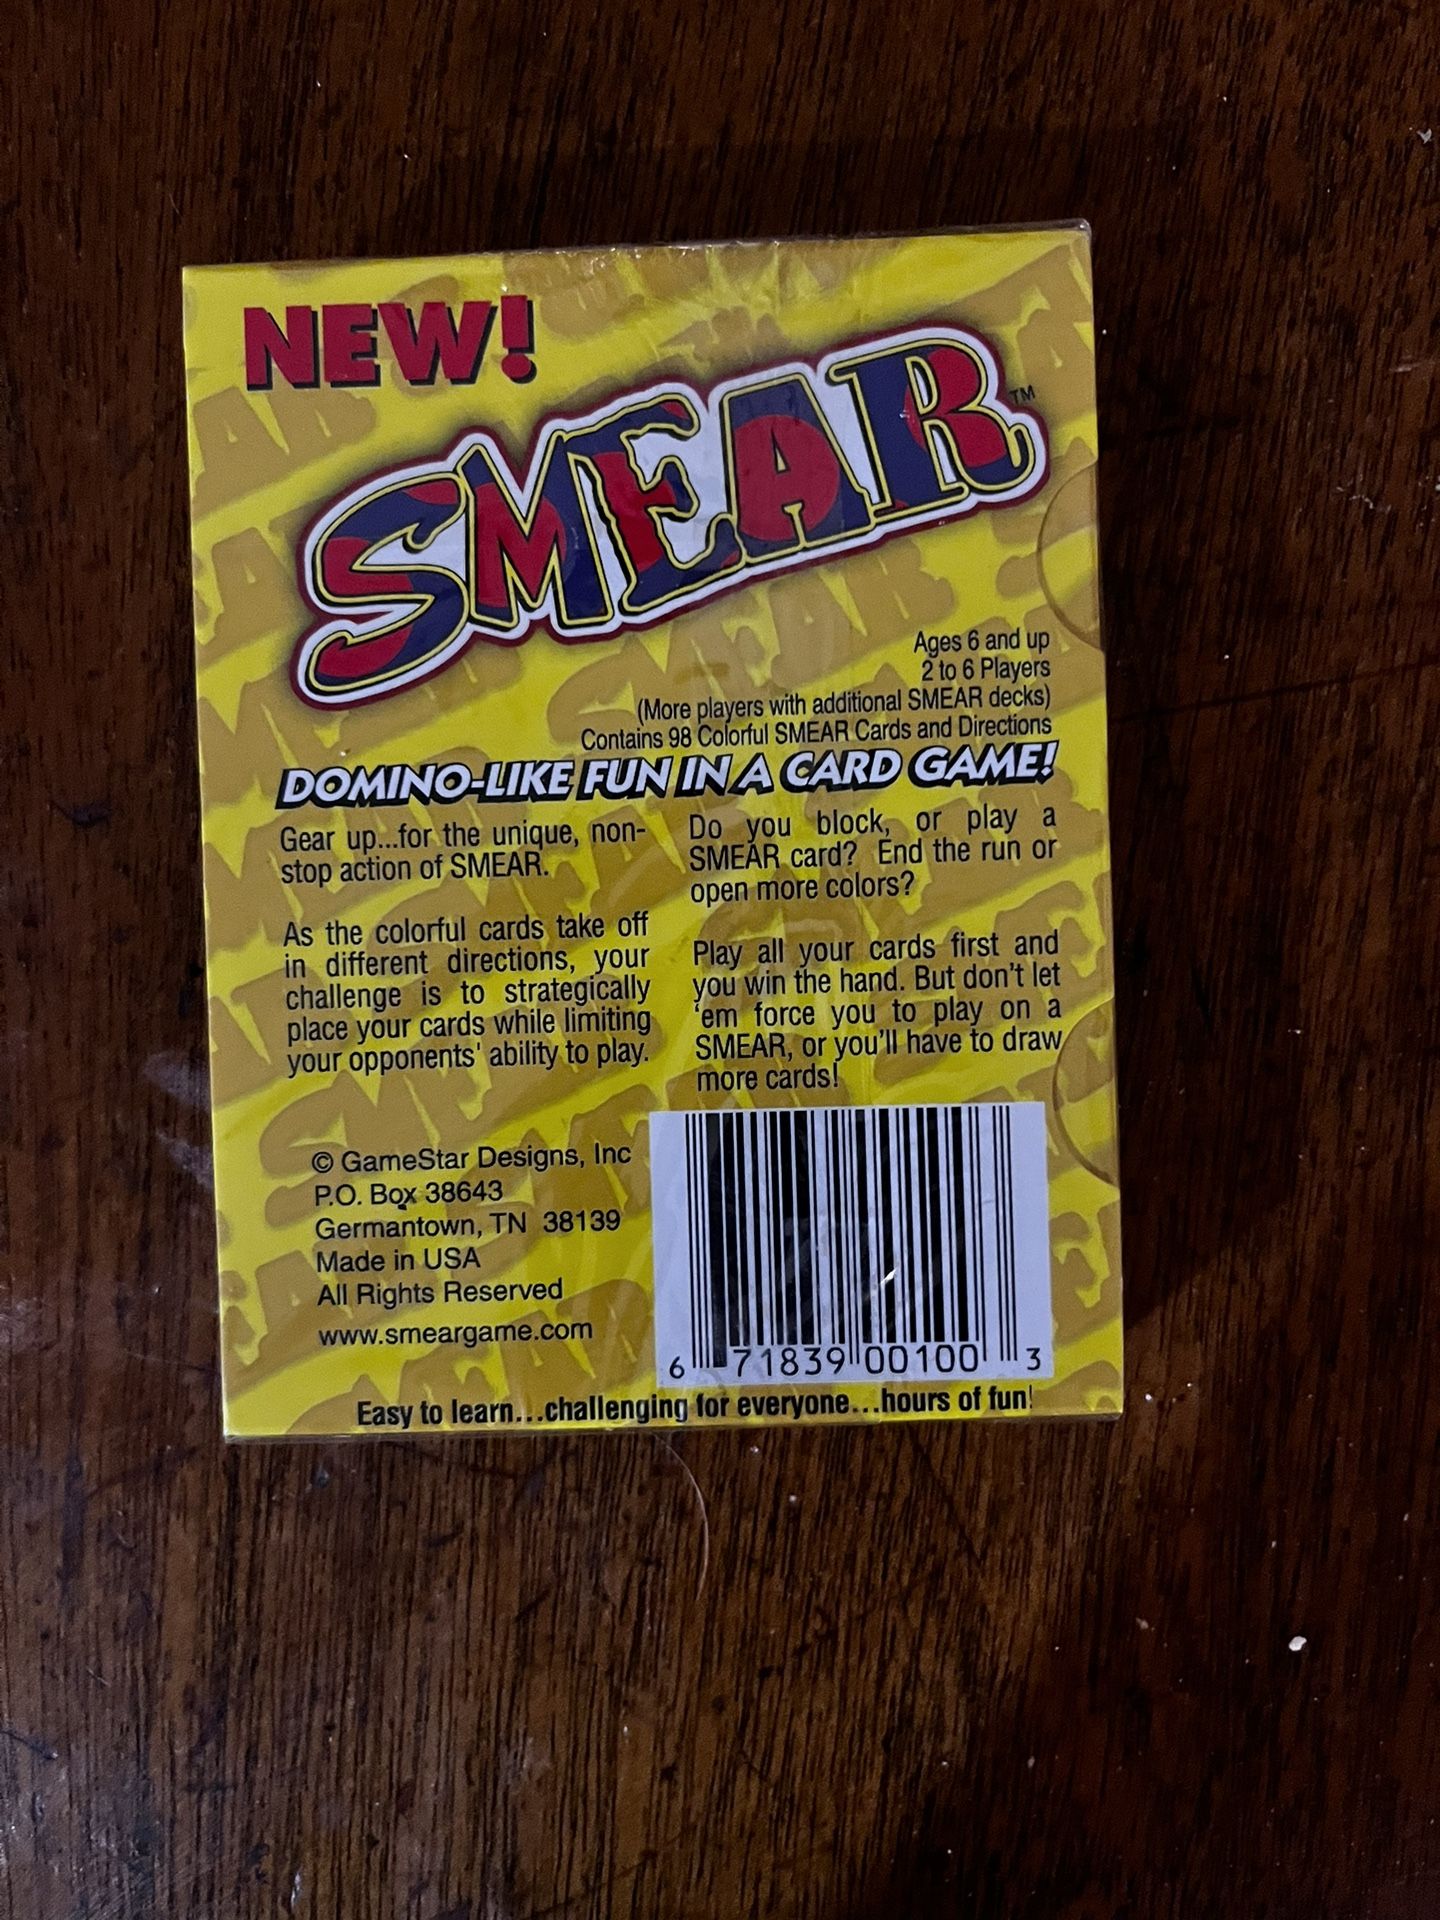 NEW!
SMEAR™
Ages 6 and up
2 to 6 Players
(More players with additional SMEAR decks)
Contains 98 Colorful SMEAR Cards and Directions
DOMINO-LIKE FUN IN A CARD GAME!
Gear up...for the unique, non-
stop action of SMEAR.
As the colorful cards take off
in different directions, your
challenge is to strategically
place your cards while limiting
your opponents' ability to play.
Do you block, or play a
SMEAR card? End the run or
open more colors?
Play all your cards first and
you win the hand. But don't let
'em force you to play on a
SMEAR, or you'll have to draw
more cards!
© GameStar Designs, Inc
P.O. Box 38643
Germantown, TN 38139
Made in USA
All Rights Reserved
www.smeargame.com
6 71839 00100 3
Easy to learn...challenging for everyone...hours of fun!